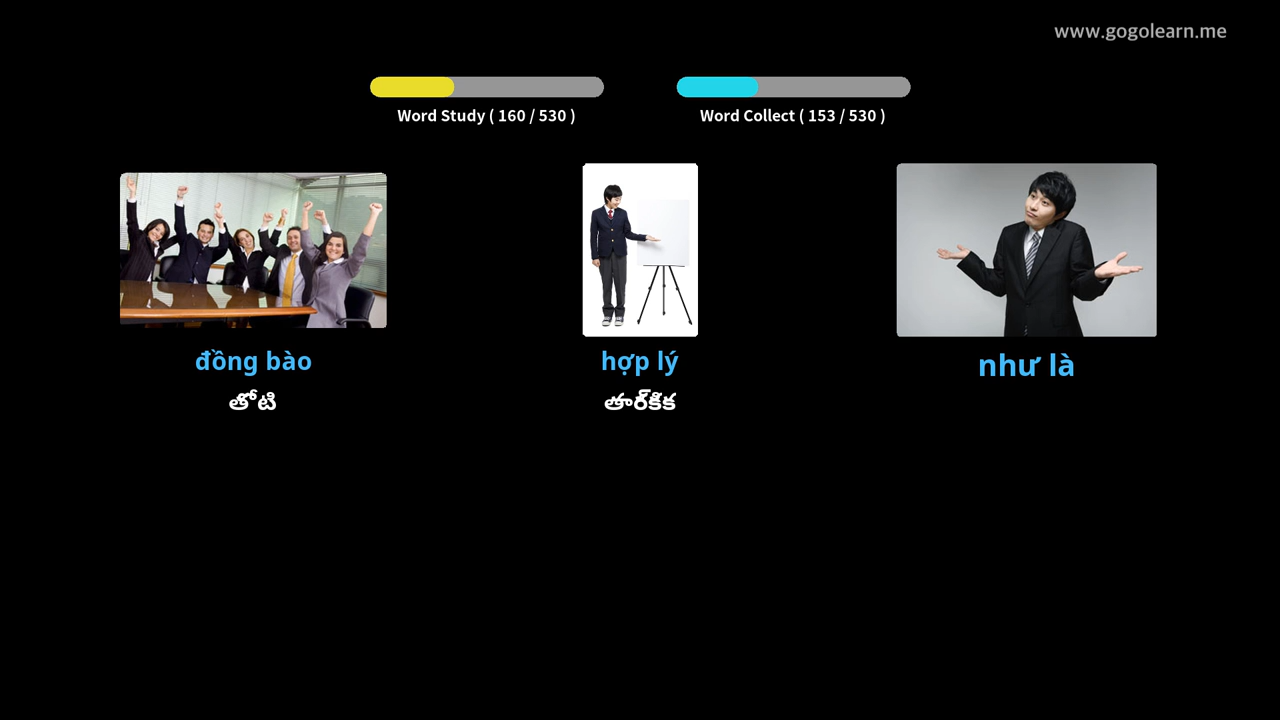 www.gogolearn.me
Word Study ( 160 / 530 )
Word Collect ( 153 / 530 )
đồng bào
hợp lý
như là
తోటి
తార్కిక